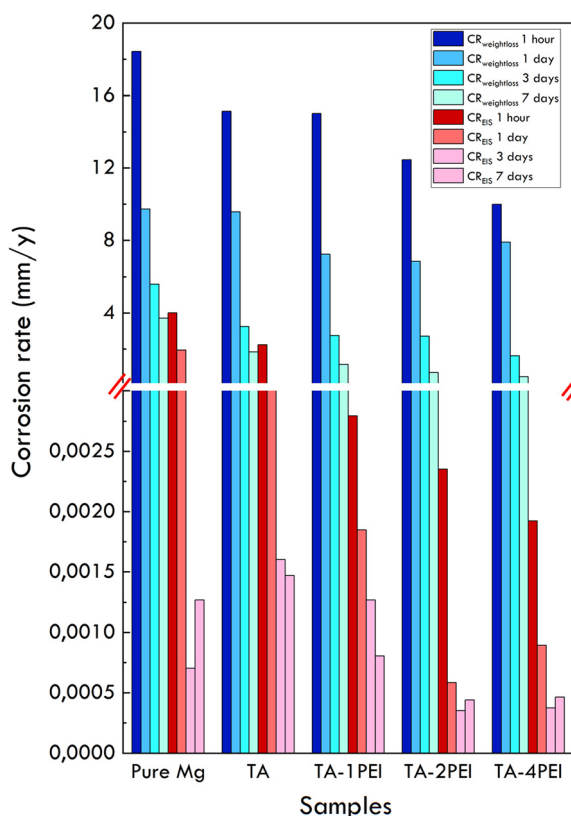 20
16
12
8
4
0,0025
0,0020
0,0015
0,0010
0,0005
0,0000
Corrosion rate (mm/y)
CRweightloss 1 hour
CRweightloss 1 day
CRweightloss 3 days
CRweightloss 7 days
CREIS 1 hour
CREIS 1 day
CREIS 3 days
CREIS 7 days
Pure Mg TA TA-1PEI TA-2PEI TA-4PEI
Samples